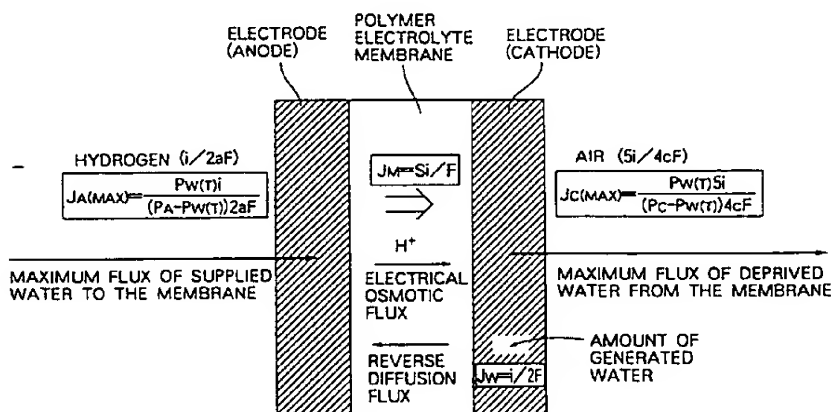 ELECTRODE
(ANODE)
POLYMER
ELECTROLYTE
MEMBRANE
ELECTRODE
(CATHODE)
HYDROGEN (i/2aF)
JA(MAX)=PW(T)i/(PA-PW(T))2aF
JM=Si/F
AIR (5i/4cF)
JC(MAX)=PW(T)5i/(PC-PW(T))4cF
H+
MAXIMUM FLUX OF SUPPLIED
WATER TO THE MEMBRANE
ELECTRICAL
OSMOTIC
FLUX
MAXIMUM FLUX OF DEPRIVED
WATER FROM THE MEMBRANE
REVERSE
DIFFUSION
FLUX
JW=i/2F
AMOUNT OF
GENERATED
WATER